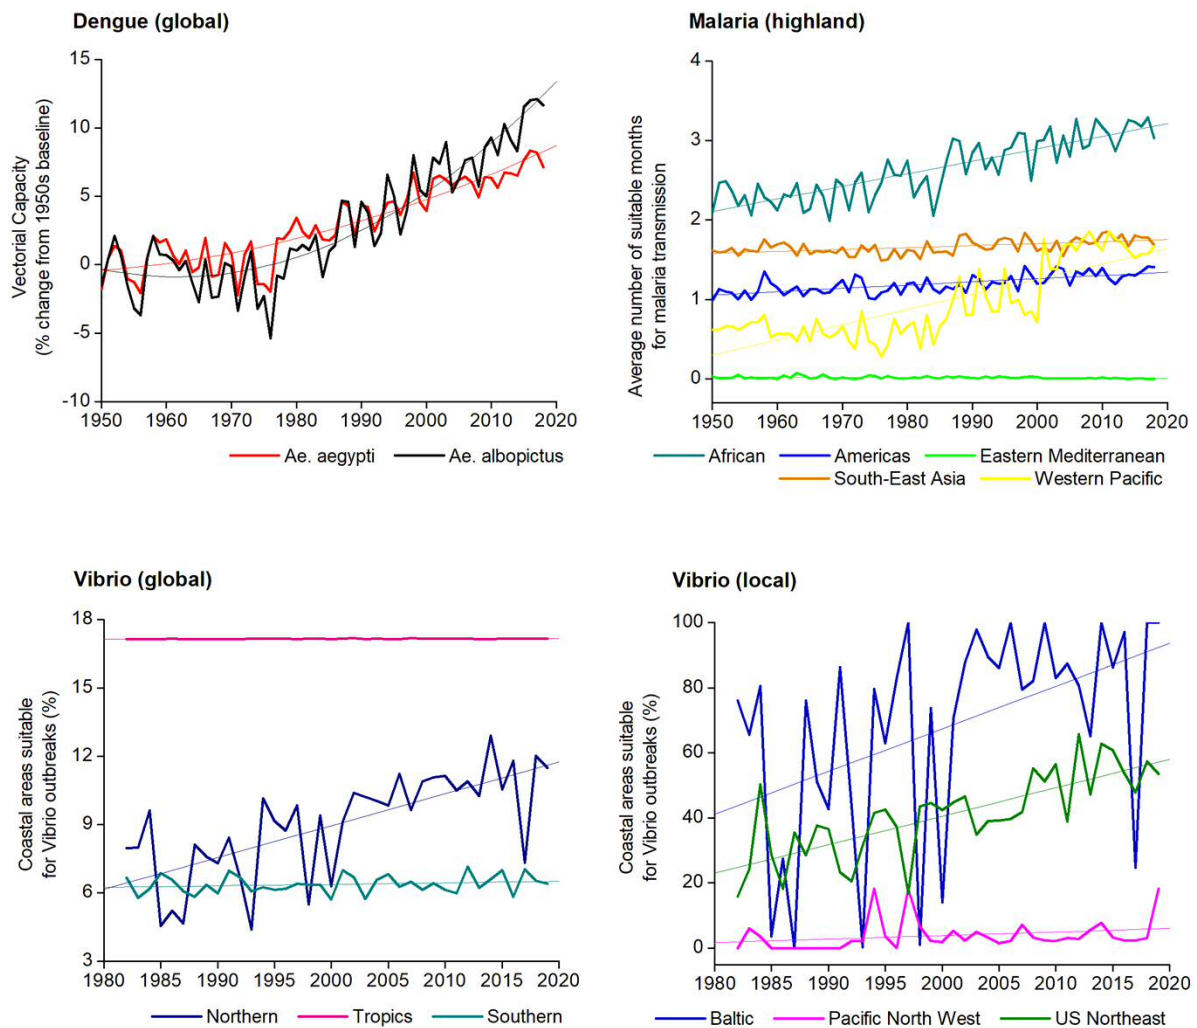 Dengue (global)
Vectorial Capacity
(% change from 1950s baseline)
15
10
5
0
-5
-10
1950 1960 1970 1980 1990 2000 2010 2020
Ae. aegypti Ae. albopictus
Malaria (highland)
Average number of suitable months
for malaria transmission
4
3
2
1
0
1950 1960 1970 1980 1990 2000 2010 2020
African Americas Eastern Mediterranean
South-East Asia Western Pacific
Vibrio (global)
Coastal areas suitable
for Vibrio outbreaks (%)
18
15
12
9
6
3
1980 1985 1990 1995 2000 2005 2010 2015 2020
Northern Tropics Southern
Vibrio (local)
Coastal areas suitable
for Vibrio outbreaks (%)
100
80
60
40
20
0
1980 1985 1990 1995 2000 2005 2010 2015 2020
Baltic Pacific North West US Northeast